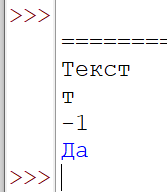 >>>
========
Текст
т
-1
Да
>>>